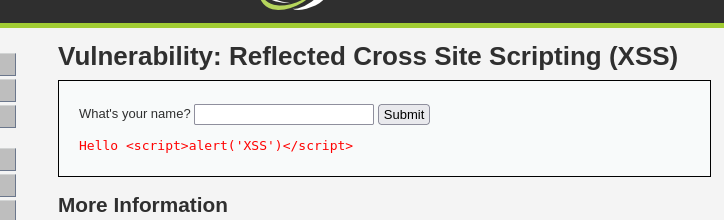 Vulnerability: Reflected Cross Site Scripting (XSS)
What's your name? Submit
Hello <script>alert('XSS')</script>
More Information